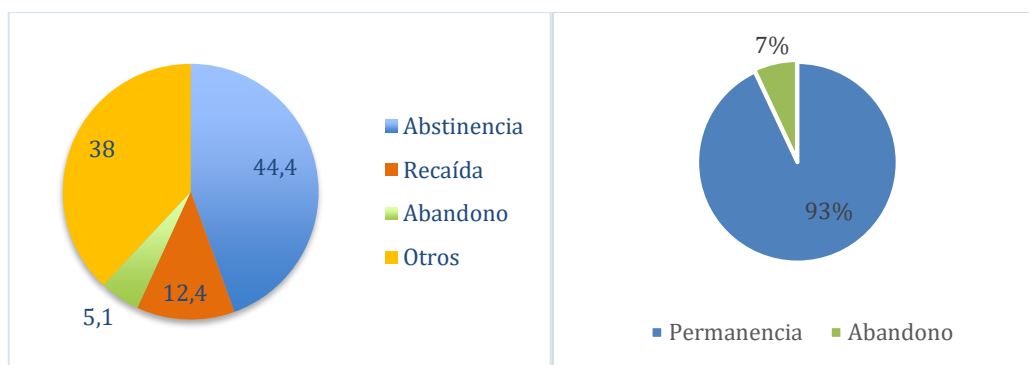 38
44,4
12,4
5,1
Abstinencia
Recaída
Abandono
Otros
7%
93%
Permanencia Abandono